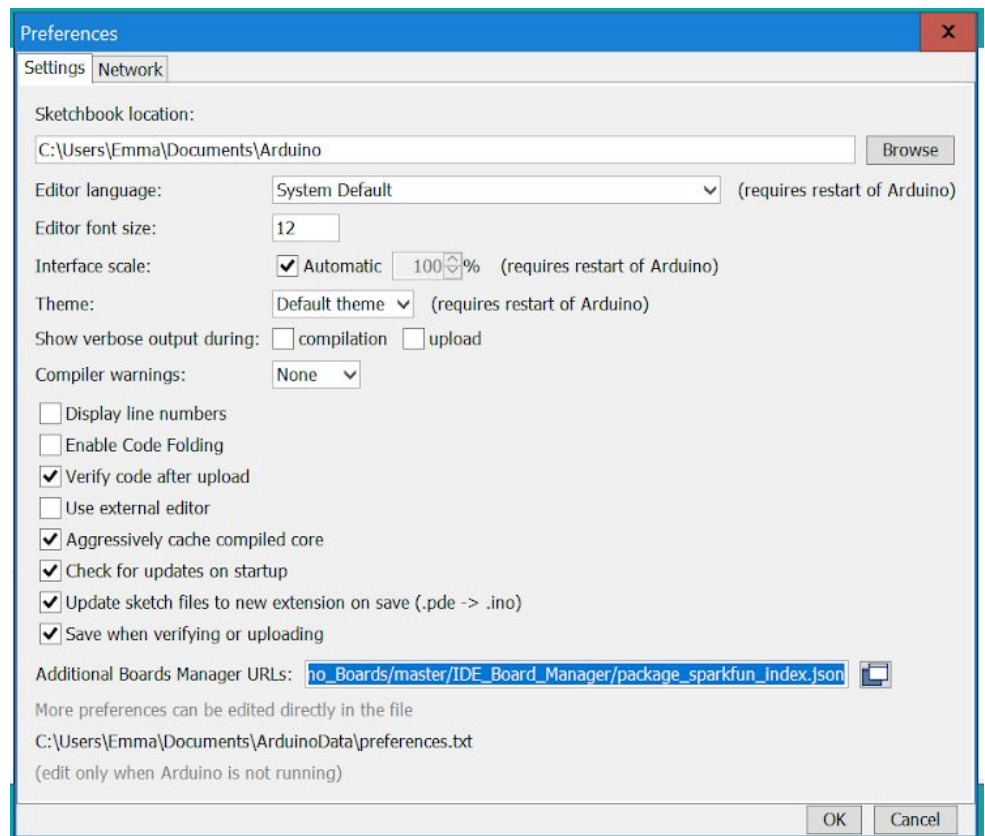 Preferences
x
Settings Network
Sketchbook location:
C:\Users\Emma\Documents\Arduino Browse
Editor language: System Default (requires restart of Arduino)
Editor font size: 12
Interface scale: Automatic 100 % (requires restart of Arduino)
Theme: Default theme (requires restart of Arduino)
Show verbose output during: compilation upload
Compiler warnings: None
Display line numbers
Enable Code Folding
Verify code after upload
Use external editor
Aggressively cache compiled core
Check for updates on startup
Update sketch files to new extension on save (.pde -> .ino)
Save when verifying or uploading
Additional Boards Manager URLs: no_Boards/master/IDE_Board_Manager/package_sparkfun_index.json
More preferences can be edited directly in the file
C:\Users\Emma\Documents\ArduinoData\preferences.txt
(edit only when Arduino is not running)
OK Cancel